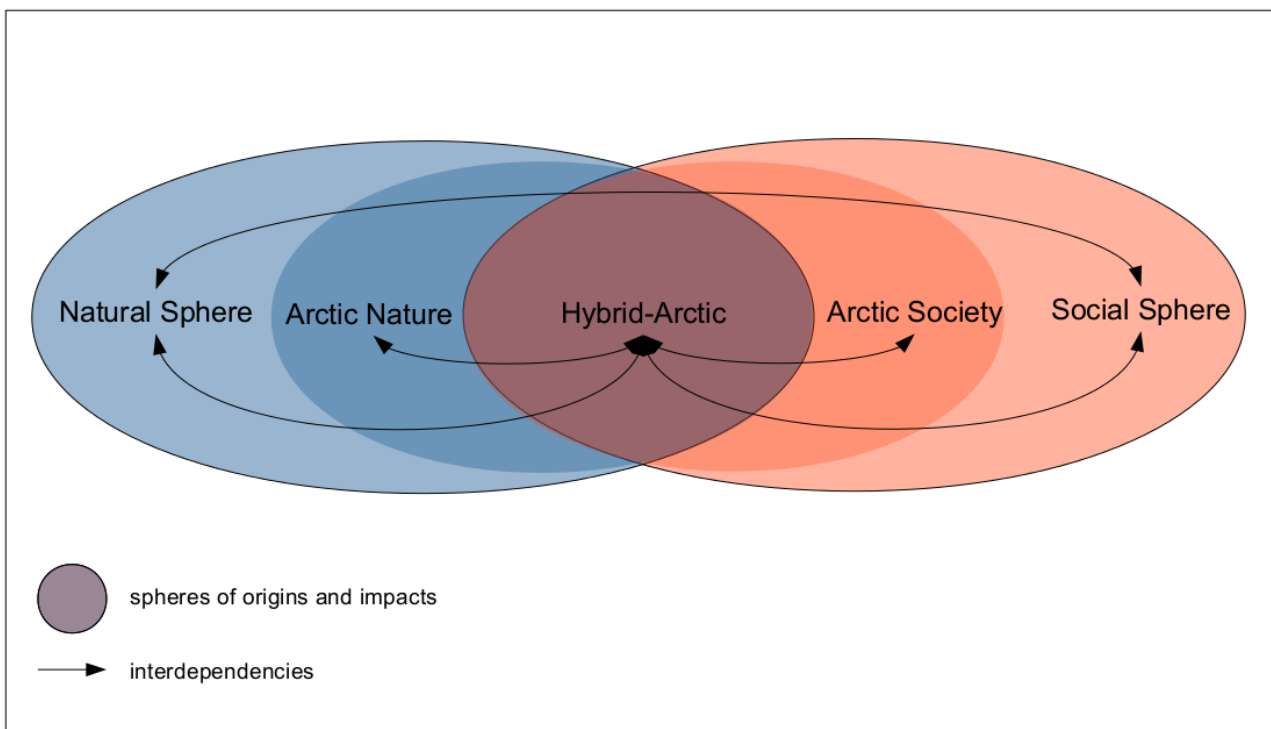 Natural Sphere
Arctic Nature
Hybrid-Arctic
Arctic Society
Social Sphere
spheres of origins and impacts
interdependencies